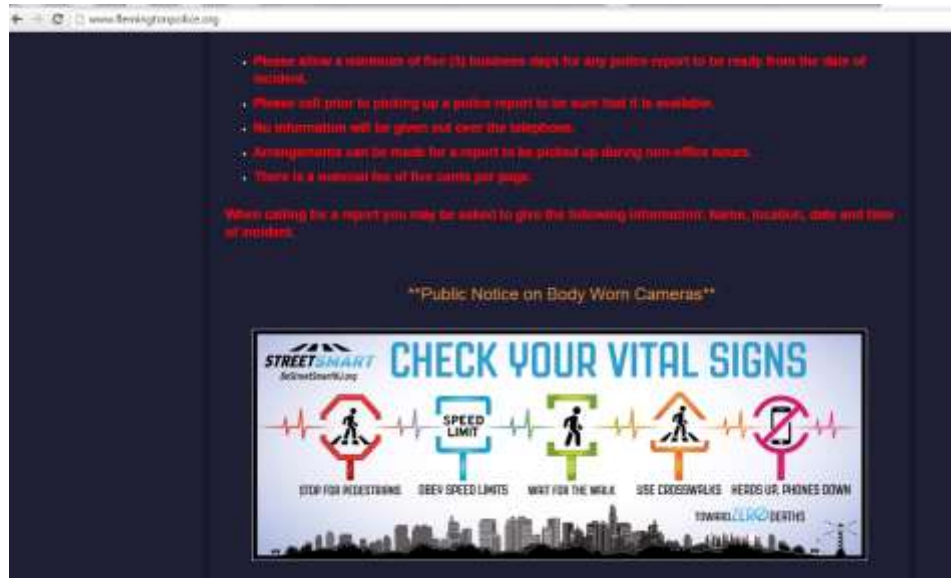 www.flemingtonpolice.org
Please allow a minimum of five (5) business days for any police report to be ready from the date of
incident.
Please call prior to picking up a police report to be sure that it is available.
No information will be given out over the telephone.
Arrangements can be made for a report to be picked up during non-office hours.
There is a material fee of five cents per page.
When calling for a report you may be asked to give the following information: Name, location, date and time
of incident.
**Public Notice on Body Worn Cameras**
STREETSMART
BeStreetSmartNJ.org
CHECK YOUR VITAL SIGNS
SPEED
LIMIT
STOP FOR PEDESTRIANS
OBEY SPEED LIMITS
WAIT FOR THE WALK
USE CROSSWALKS
HEADS UP, PHONES DOWN
TOWARD ZERO DEATHS